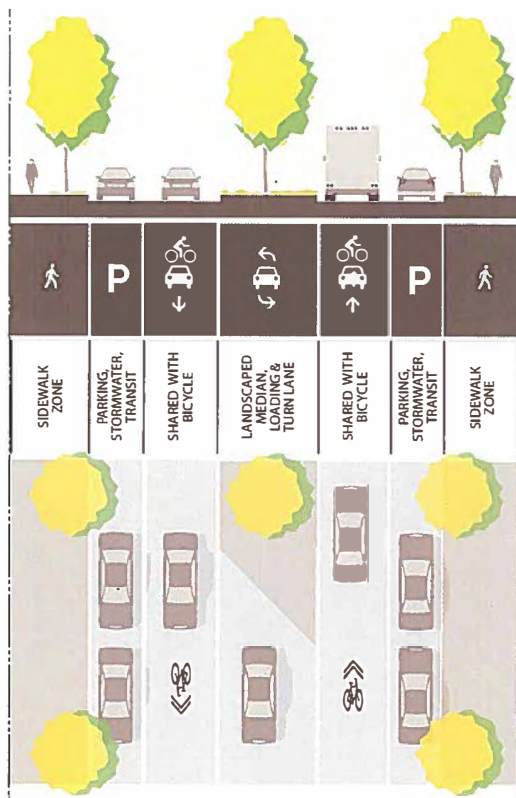 P
P
SIDEWALK
ZONE
PARKING,
STORMWATER,
TRANSIT
SHARED WITH
BICYCLE
LANDSCAPED
MEDIAN,
LOADING &
TURN LANE
SHARED WITH
BICYCLE
PARKING,
STORMWATER,
TRANSIT
SIDEWALK
ZONE